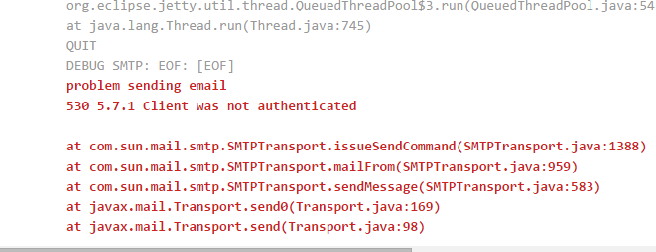 org.eclipse.jetty.util.thread.QueuedThreadPool$3.run(QueuedThreadPool.java:54
at java.lang.Thread.run(Thread.java:745)
QUIT
DEBUG SMTP: EOF: [EOF]
problem sending email
530 5.7.1 Client was not authenticated
at com.sun.mail.smtp.SMTPTransport.issueSendCommand(SMTPTransport.java:1388)
at com.sun.mail.smtp.SMTPTransport.mailFrom(SMTPTransport.java:959)
at com.sun.mail.smtp.SMTPTransport.sendMessage(SMTPTransport.java:583)
at javax.mail.Transport.send0(Transport.java:169)
at javax.mail.Transport.send(Transport.java:98)